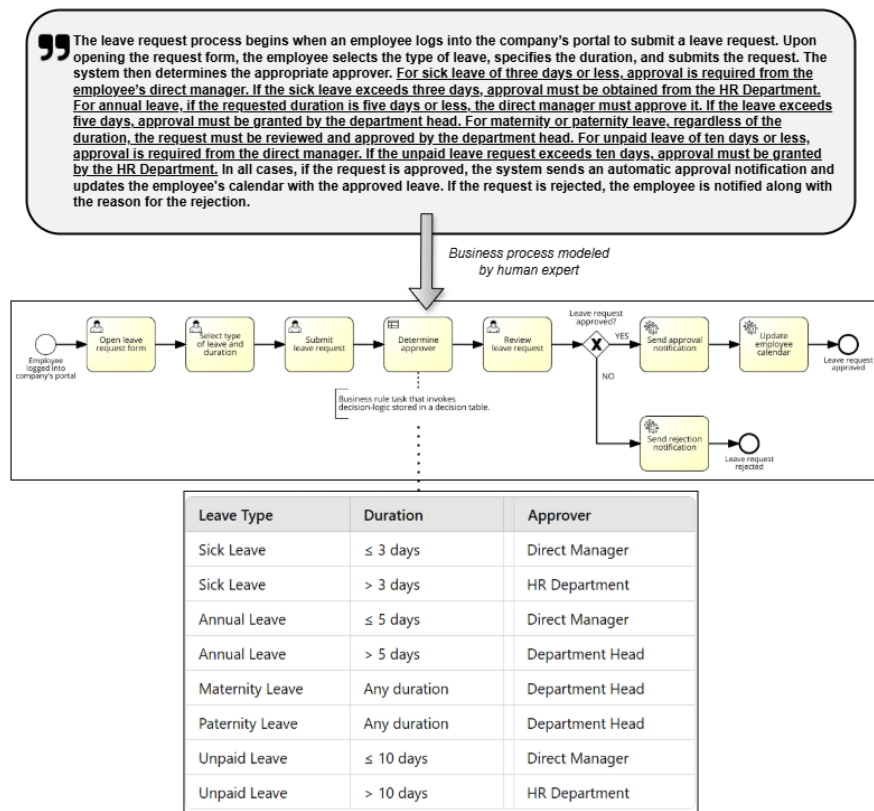 The leave request process begins when an employee logs into the company's portal to submit a leave request. Upon
opening the request form, the employee selects the type of leave, specifies the duration, and submits the request. The
system then determines the appropriate approver. For sick leave of three days or less, approval is required from the
employee's direct manager. If the sick leave exceeds three days, approval must be obtained from the HR Department.
For annual leave, if the requested duration is five days or less, the direct manager must approve it. If the leave exceeds
five days, approval must be granted by the department head. For maternity or paternity leave, regardless of the
duration, the request must be reviewed and approved by the department head. For unpaid leave of ten days or less,
approval is required from the direct manager. If the unpaid leave request exceeds ten days, approval must be granted
by the HR Department. In all cases, if the request is approved, the system sends an automatic approval notification and
updates the employee's calendar with the approved leave. If the request is rejected, the employee is notified along with
the reason for the rejection.
Business process modeled
by human expert
Employee
logged into
company's portal
Open leave
request form
Select type
of leave and
duration
Submit
leave request
Determine
approver
Review
leave request
Leave request
approved?
YES
NO
Send approval
notification
Update
employee
calendar
Leave request
approved
Business rule task that invokes
decision-logic stored in a decision table.
Send rejection
notification
Leave request
rejected
Leave Type Duration Approver
Sick Leave ≤ 3 days Direct Manager
Sick Leave > 3 days HR Department
Annual Leave ≤ 5 days Direct Manager
Annual Leave > 5 days Department Head
Maternity Leave Any duration Department Head
Paternity Leave Any duration Department Head
Unpaid Leave ≤ 10 days Direct Manager
Unpaid Leave > 10 days HR Department